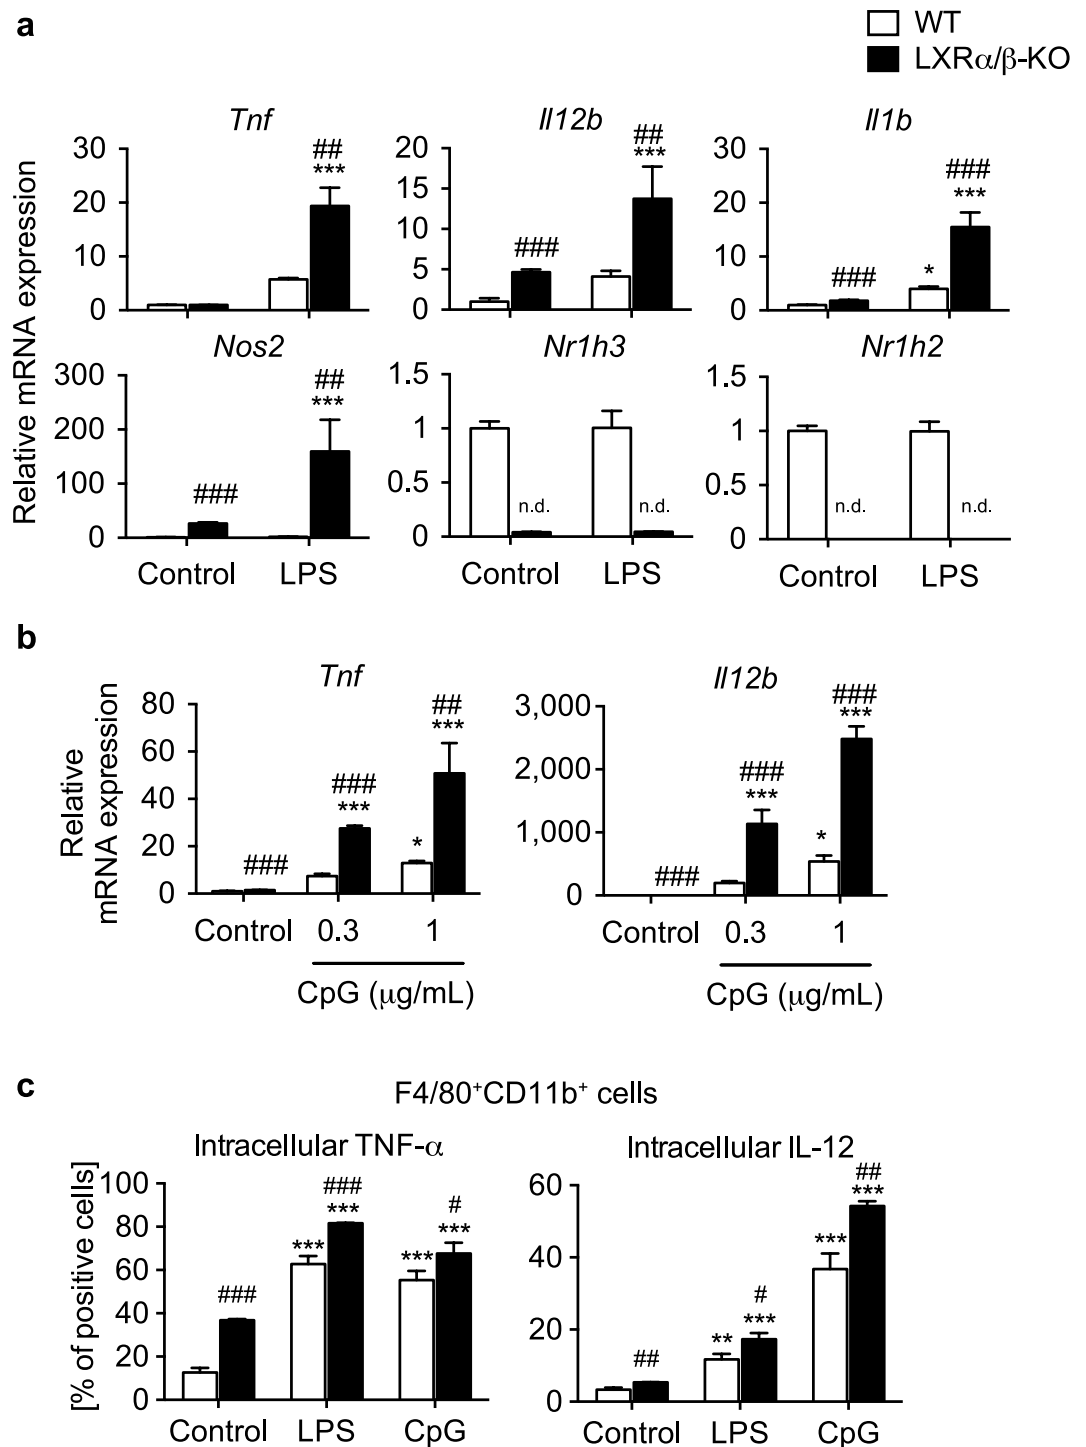 a
WT
LXRα/β-KO
Tnf
Il12b
Il1b
Relative mRNA expression
30
20
10
0
##
***
20
15
10
5
0
###
##
***
30
20
10
0
###
*
###
***
Nos2
Nr1h3
Nr1h2
300
200
100
0
###
##
***
Control
LPS
1.5
1
0.5
0
n.d.
n.d.
Control
LPS
1.5
1
0.5
0
n.d.
n.d.
Control
LPS
b
Tnf
Il12b
Relative
mRNA expression
80
60
40
20
0
###
###
***
*
##
***
Control
0.3
1
CpG (μg/mL)
3,000
2,000
1,000
0
###
###
***
*
###
***
Control
0.3
1
CpG (μg/mL)
c
F4/80+CD11b+ cells
Intracellular TNF-α
Intracellular IL-12
[% of positive cells]
100
80
60
40
20
0
###
***
###
***
***
#
***
Control
LPS
CpG
60
40
20
0
##
**
#
***
***
##
***
Control
LPS
CpG